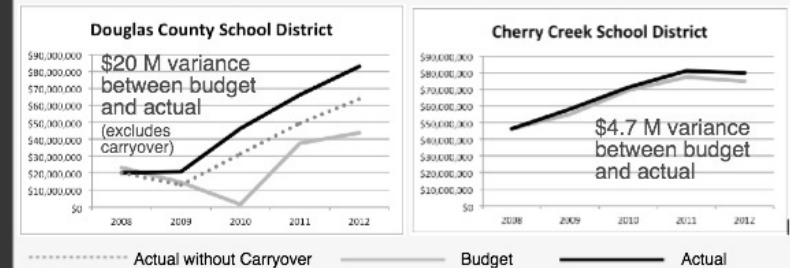 Douglas County School District
$90,000,000
$80,000,000
$70,000,000
$60,000,000
$50,000,000
$40,000,000
$30,000,000
$20,000,000
$10,000,000
$0
$20 M variance
between budget
and actual
(excludes
carryover)
2008 2009 2010 2011 2012
Cherry Creek School District
$90,000,000
$80,000,000
$70,000,000
$60,000,000
$50,000,000
$40,000,000
$30,000,000
$20,000,000
$10,000,000
$0
$4.7 M variance
between budget
and actual
2008 2009 2010 2011 2012
Actual without Carryover Budget Actual